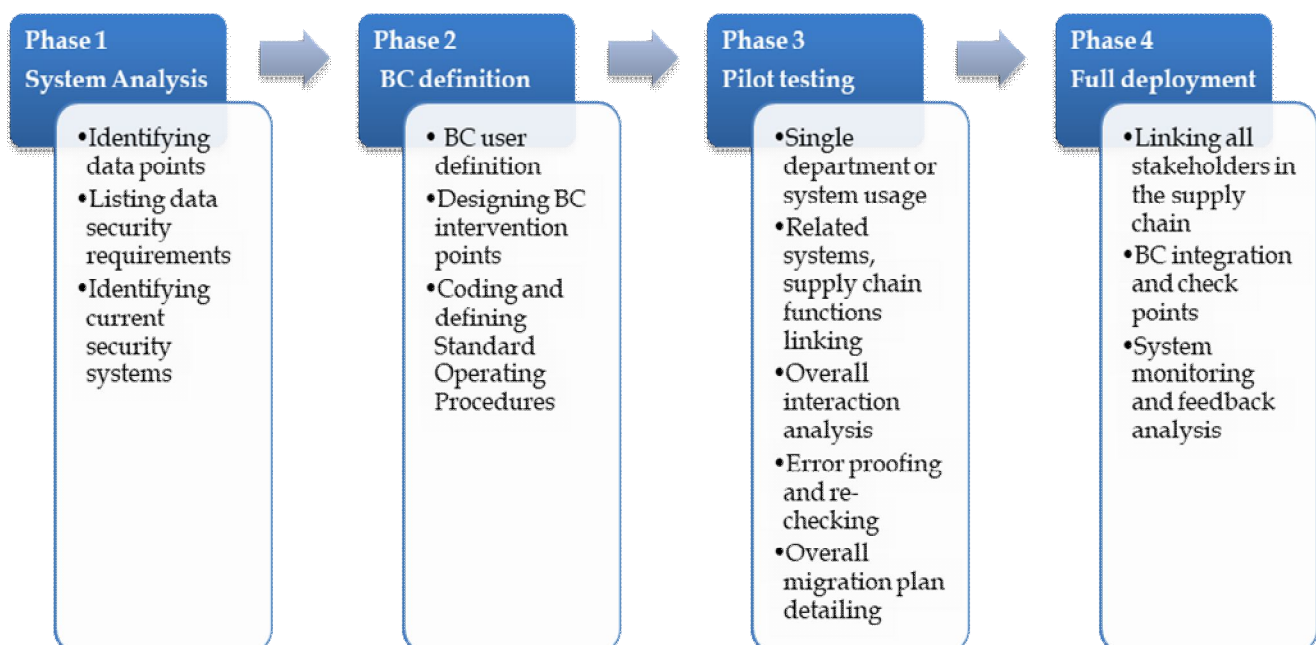 Phase 1
System Analysis
•Identifying
data points
•Listing data
security
requirements
•Identifying
current
security
systems
Phase 2
BC definition
• BC user
definition
•Designing BC
intervention
points
•Coding and
defining
Standard
Operating
Procedures
Phase 3
Pilot testing
•Single
department or
system usage
•Related
systems,
supply chain
functions
linking
•Overall
interaction
analysis
•Error proofing
and re-
checking
•Overall
migration plan
detailing
Phase 4
Full deployment
•Linking all
stakeholders in
the supply
chain
•BC integration
and check
points
•System
monitoring
and feedback
analysis